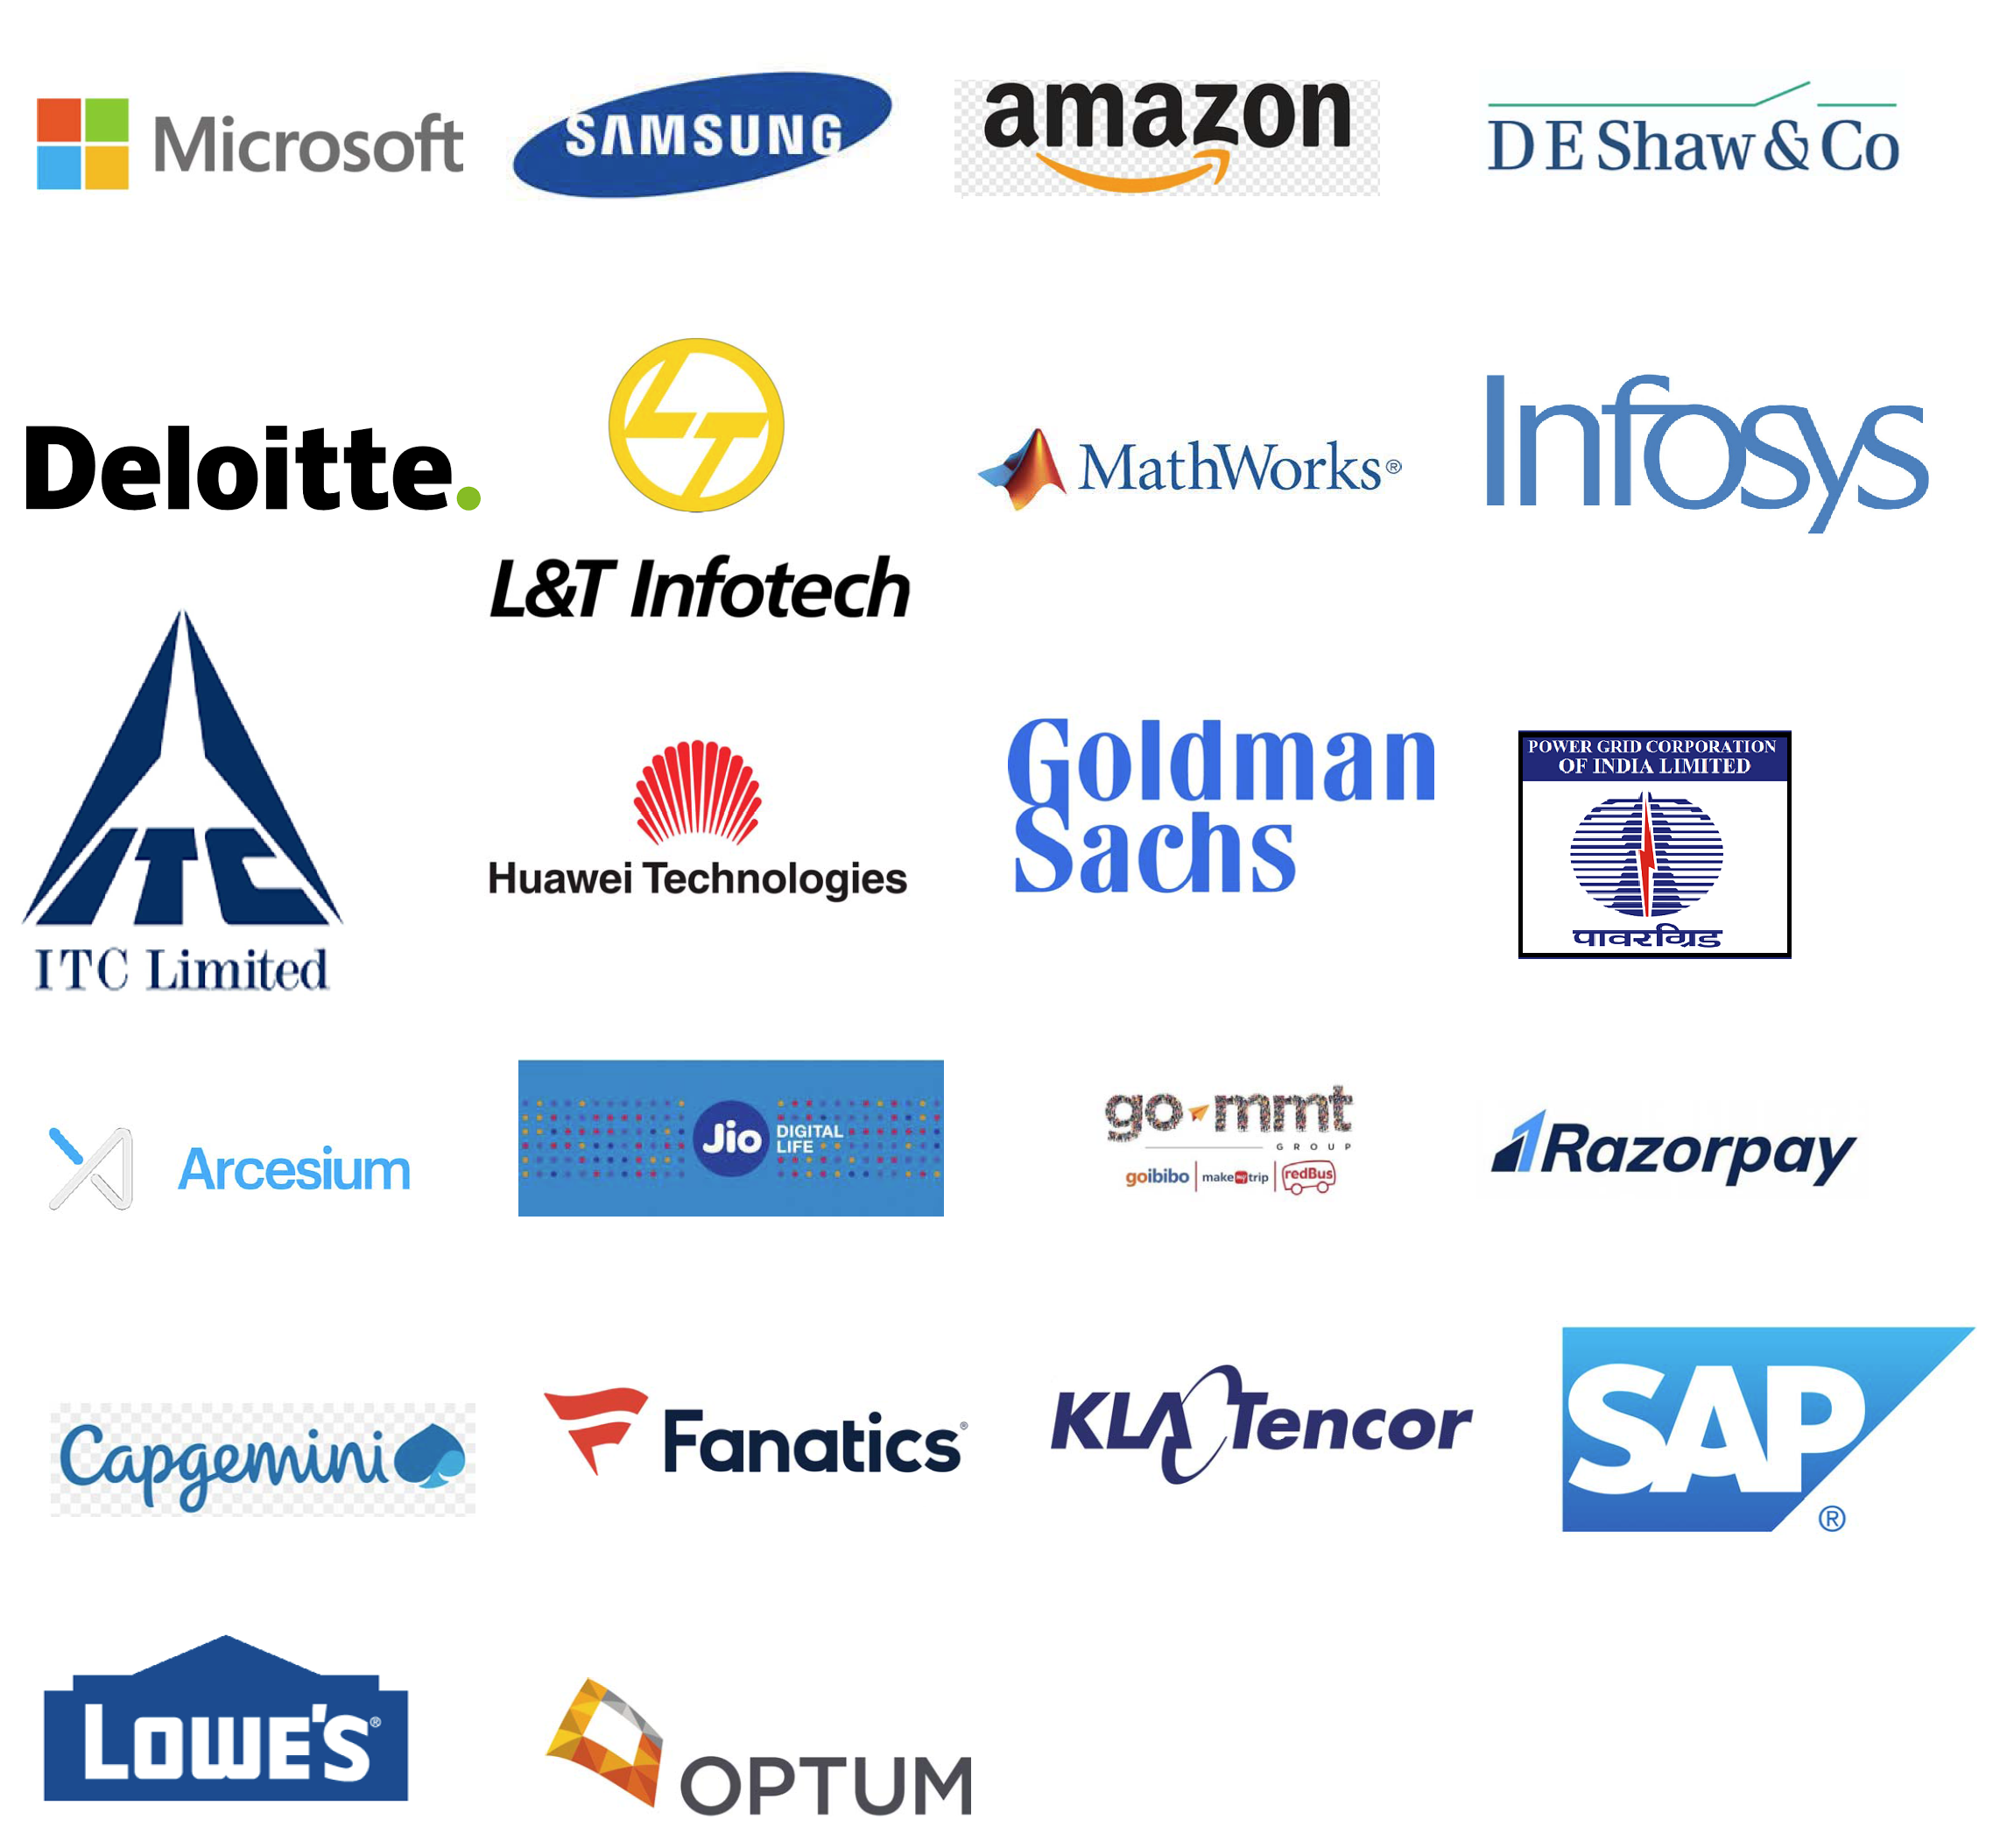 Microsoft
SAMSUNG
amazon
D E Shaw & Co
Deloitte.
LT
L&T Infotech
MathWorks®
Infosys
ITC
ITC Limited
Huawei Technologies
Goldman
Sachs
POWER GRID CORPORATION
OF INDIA LIMITED
पावरग्रिड
Arcesium
Jio DIGITAL
LIFE
go mmt
GROUP
goibibo make my trip redBus
Razorpay
Capgemini
Fanatics®
KLA Tencor
SAP
®
LOWE'S®
OPTUM